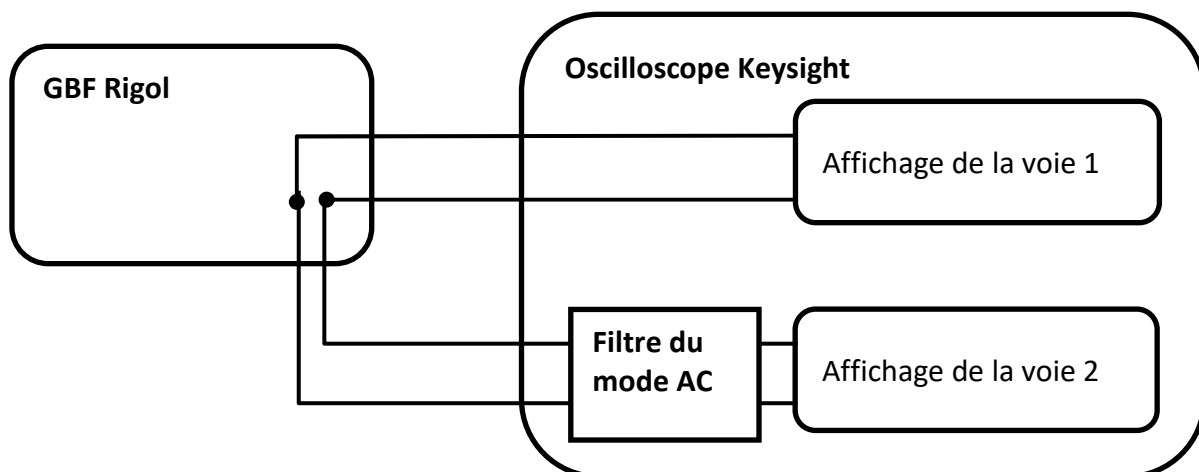 GBF Rigol
Oscilloscope Keysight
Affichage de la voie 1
Filtre du
mode AC
Affichage de la voie 2